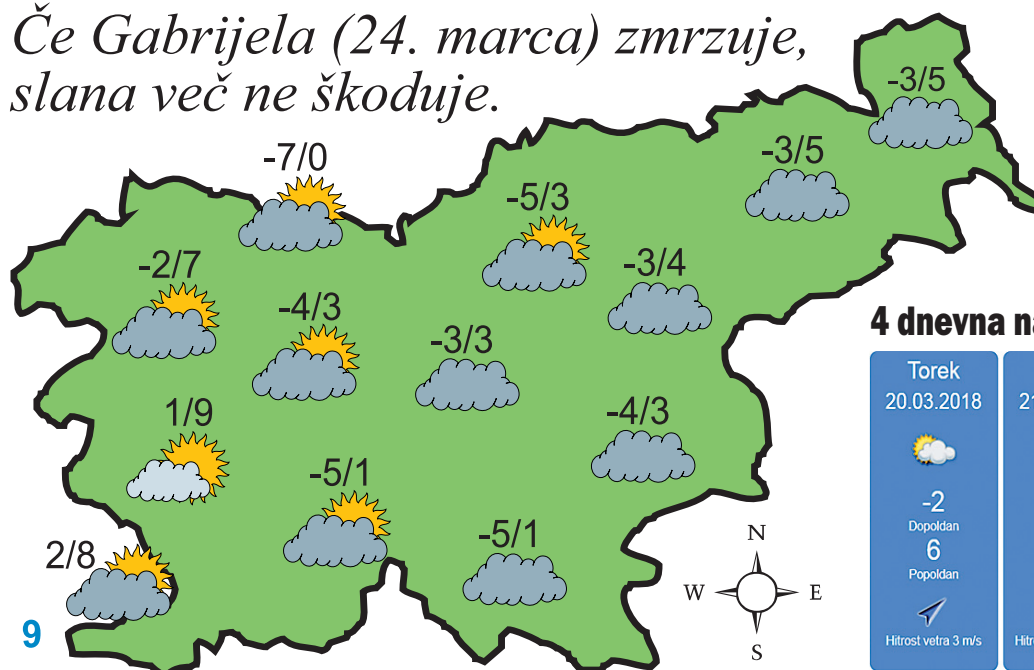 Če Gabrijela (24. marca) zmrzuje,
slana več ne škoduje.
-3/5
-7/0
-3/5
-5/3
-2/7
-3/4
-4/3
-3/3
1/9
-4/3
-5/1
2/8
-5/1
N
W E
S
9
4 dnevna
Torek
20.03.2018
-2
Dopoldan
6
Popoldan
Hitrost vetra 3 m/s